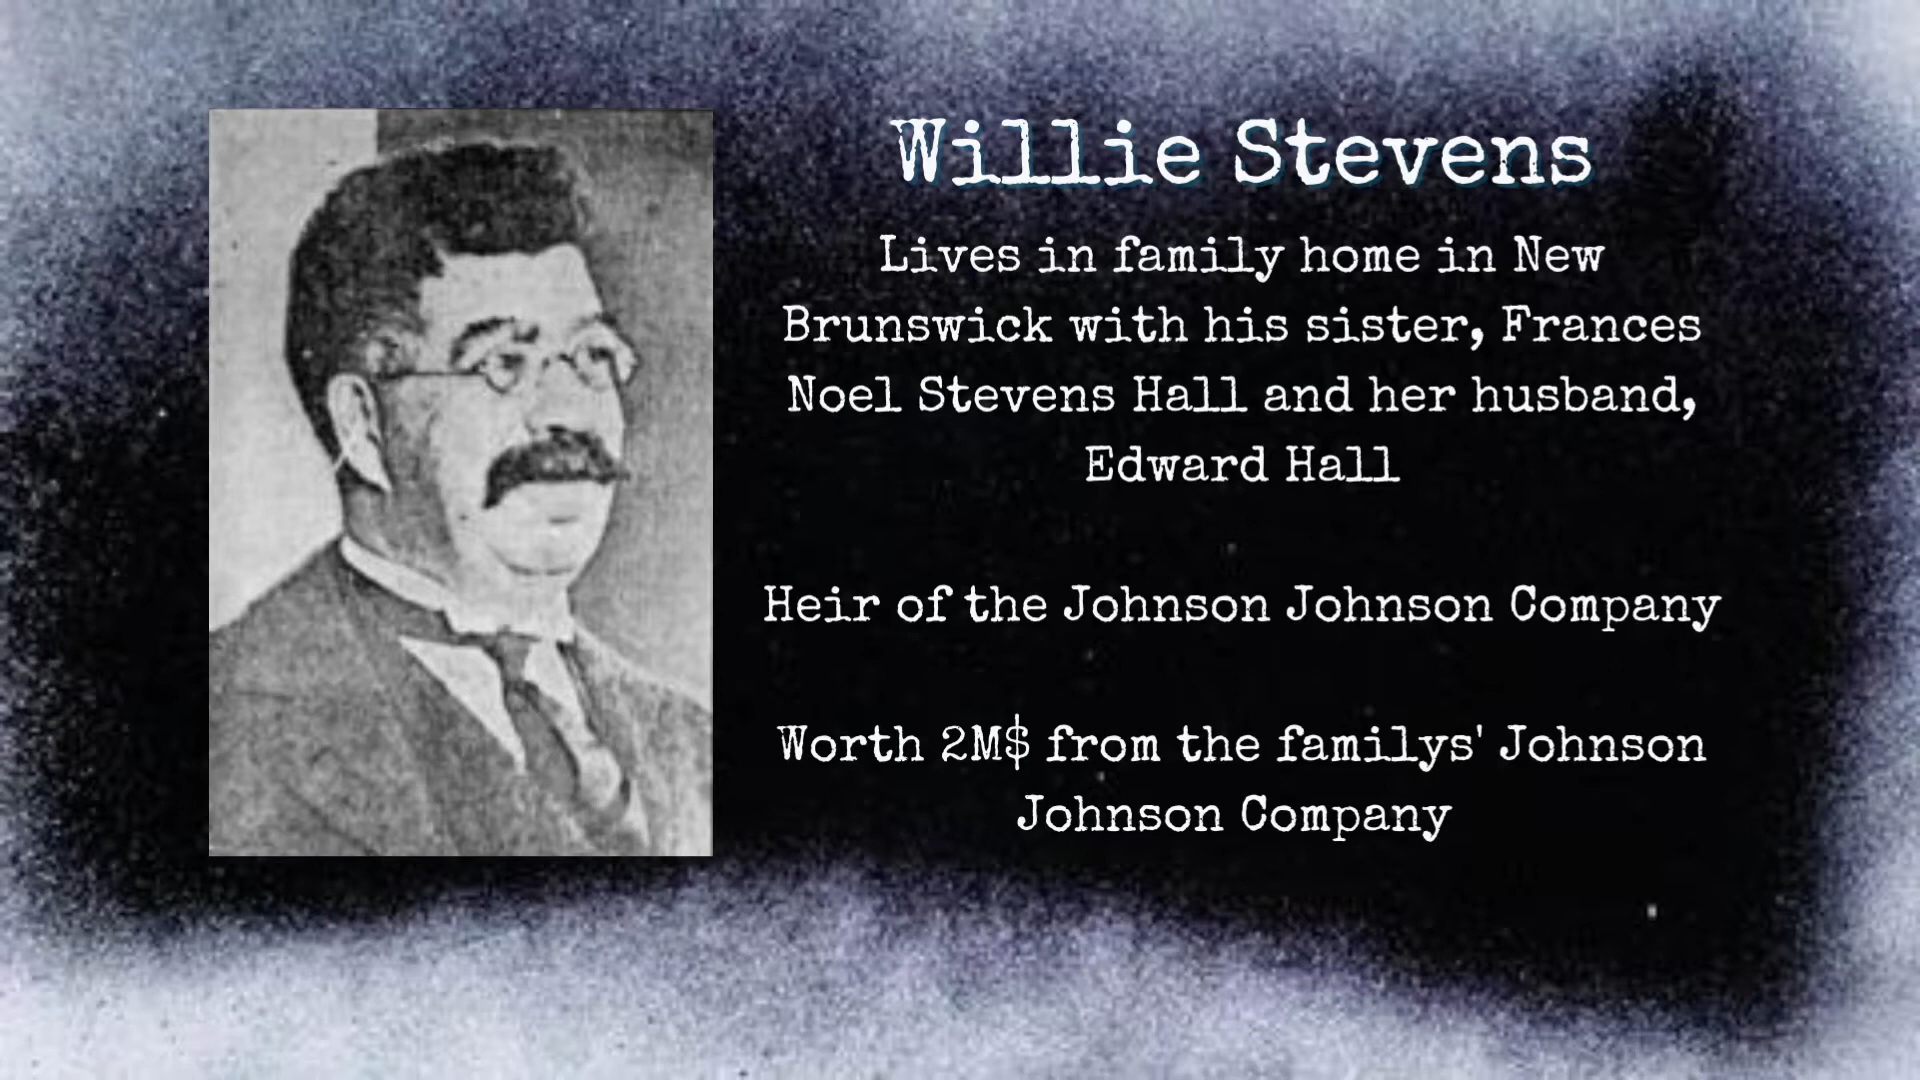 Willie Stevens
Lives in family home in New
Brunswick with his sister, Frances
Noel Stevens Hall and her husband,
Edward Hall
Heir of the Johnson Johnson Company
Worth 2M$ from the familys' Johnson
Johnson Company